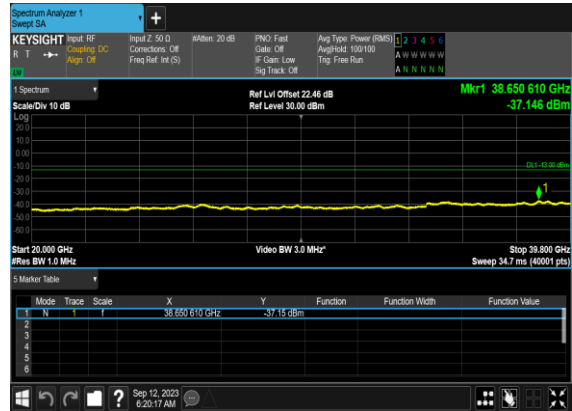 Spectrum Analyzer 1
Swept SA
KEYSIGHT Input: RF Input Z: 50 Ω #Atten: 20 dB PNO: Fast Avg Type: Power (RMS) 1 2 3 4 5 6
R T Coupling: DC Corrections: Off Gate: Off Avg|Hold: 100/100 A W W W W W
Align: Off Freq Ref: Int (S) IF Gain: Low Trig: Free Run
Sig Track: Off A N N N N N
1 Spectrum Ref Lvl Offset 22.46 dB Mkr1 38.650 610 GHz
Scale/Div 10 dB Ref Level 30.00 dBm -37.146 dBm
Log
20.0
10.0
0.00
-10.0
DL1 -13.00 dBm
-20.0
-30.0
1
-40.0
-50.0
-60.0
Start 20.000 GHz Video BW 3.0 MHz* Stop 39.800 GHz
#Res BW 1.0 MHz Sweep 34.7 ms (40001 pts)
5 Marker Table
Mode Trace Scale X Y Function Function Width Function Value
1 N 1 f 38.650 610 GHz -37.15 dBm
2
3
4
5
6
? Sep 12, 2023
6:20:17 AM